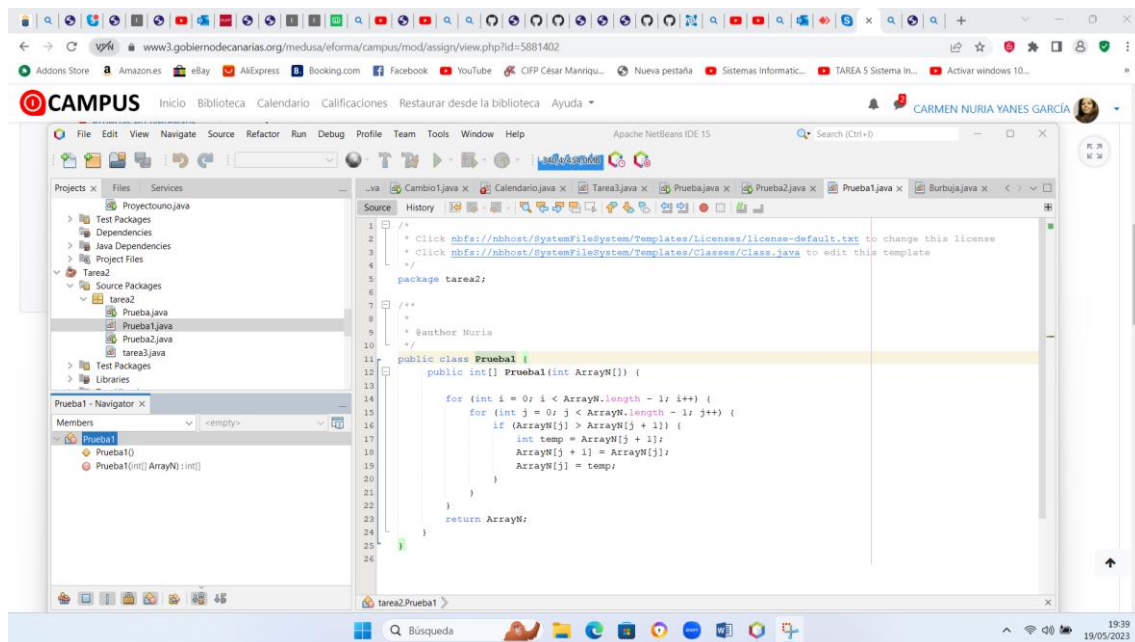 www3.gobiernodecanarias.org/medusa/eforma/campus/mod/assign/view.php?id=5881402
Addons Store Amazon.es eBay AliExpress Booking.com Facebook YouTube CIFP César Manriqu... Nueva pestaña Sistemas Informatic... TAREA 5 Sistema In... Activar windows 10...
CAMPUS Inicio Biblioteca Calendario Calificaciones Restaurar desde la biblioteca Ayuda CARMEN NURIA YANES GARCÍA
File Edit View Navigate Source Refactor Run Debug Profile Team Tools Window Help Apache NetBeans IDE 15 Search (Ctrl+I)
Projects Files Services
...va Cambio1.java Calendario.java Tarea3.java Prueba.java Prueba2.java Prueba1.java Burbuja.java
Source History
Proyectouno.java
Test Packages
Dependencies
Java Dependencies
Project Files
Tarea2
Source Packages
tarea2
Prueba.java
Prueba1.java
Prueba2.java
tarea3.java
Test Packages
Libraries
Prueba1 - Navigator
Members <empty>
Prueba1
Prueba1()
Prueba1(int[] ArrayN) : int[]
1 /*
2 * Click nbfs://nbhost/SystemFileSystem/Templates/Licenses/license-default.txt to change this license
3 * Click nbfs://nbhost/SystemFileSystem/Templates/Classes/Class.java to edit this template
4 */
5 package tarea2;
6
7 /**
8 *
9 * @author Nuria
10 */
11 public class Prueba1 {
12 public int[] Prueba1(int ArrayN[]) {
13
14 for (int i = 0; i < ArrayN.length - 1; i++) {
15 for (int j = 0; j < ArrayN.length - 1; j++) {
16 if (ArrayN[j] > ArrayN[j + 1]) {
17 int temp = ArrayN[j + 1];
18 ArrayN[j + 1] = ArrayN[j];
19 ArrayN[j] = temp;
20 }
21 }
22 }
23 return ArrayN;
24 }
25 }
26
tarea2.Prueba1
Búsqueda
19:39